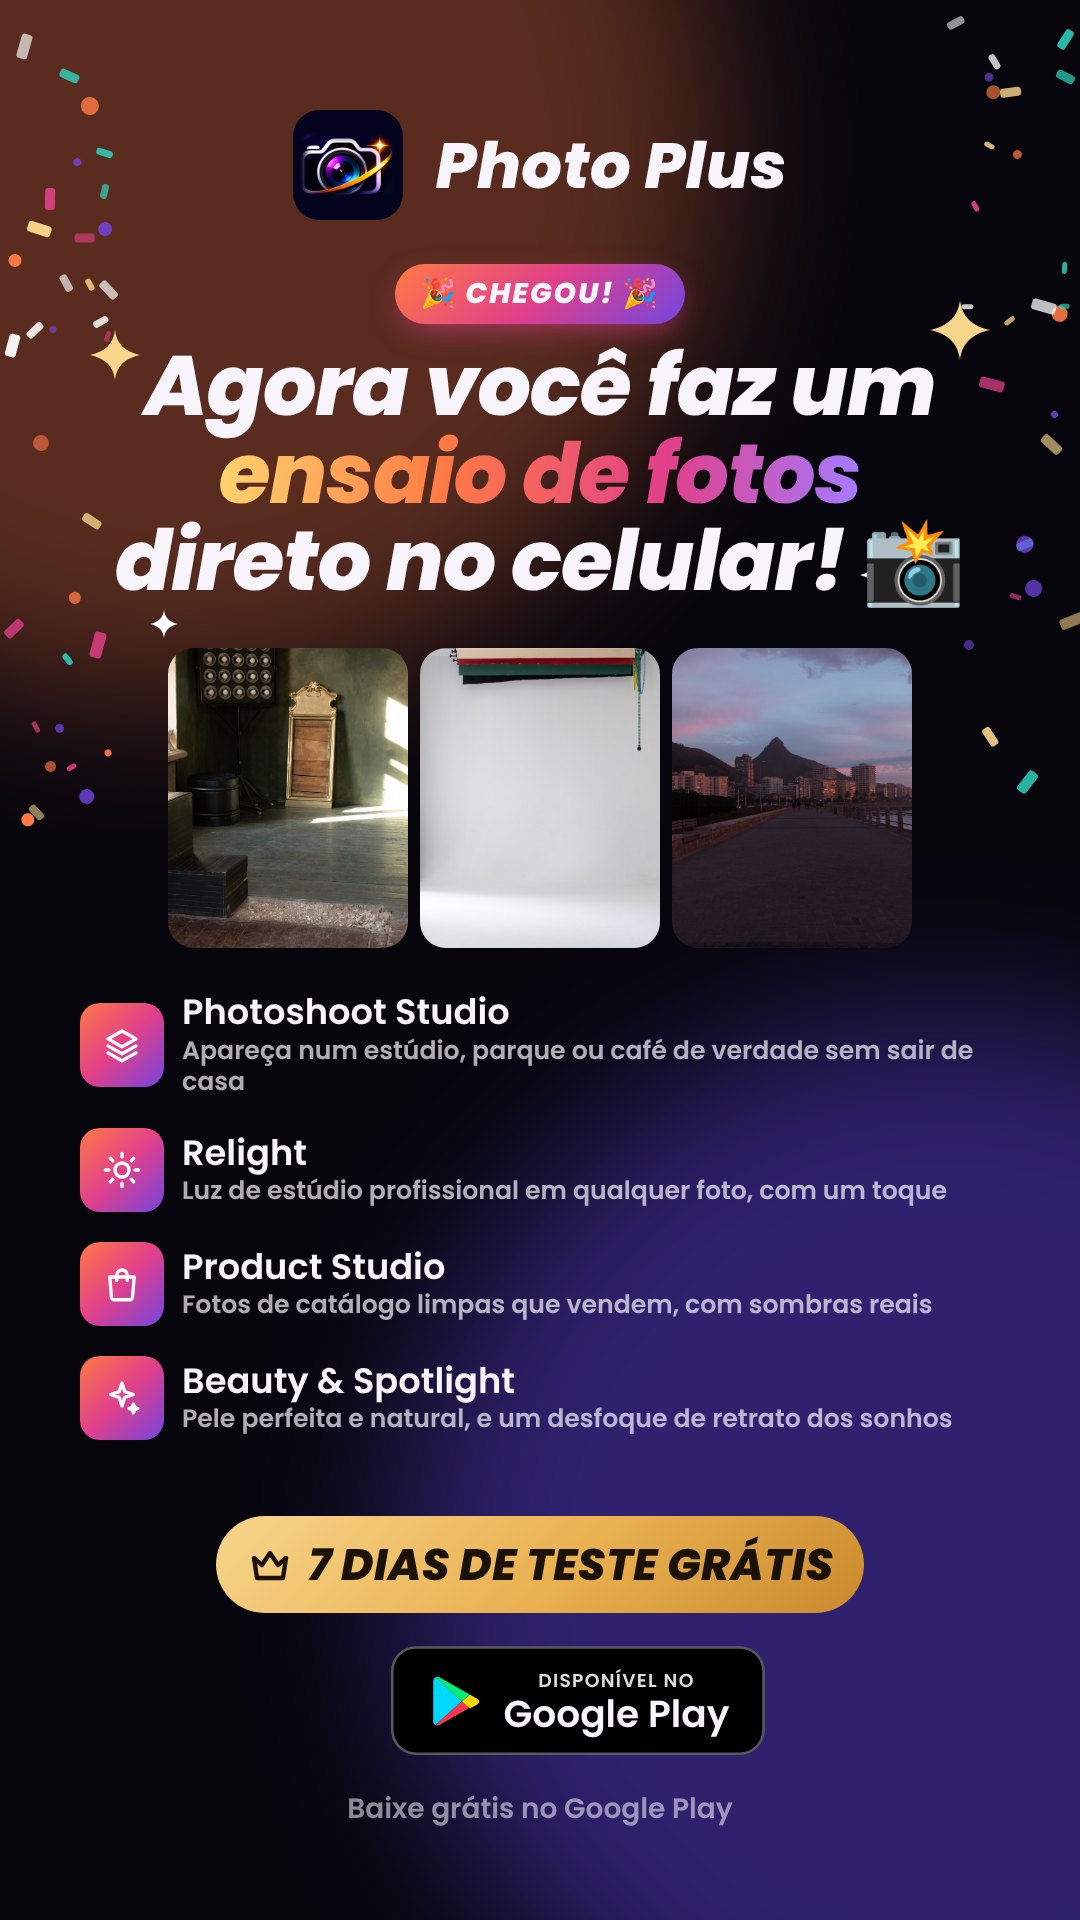 Photo Plus
🎉 CHEGOU! 🎉
Agora você faz um
ensaio de fotos
direto no celular! 📸
Photoshoot Studio
Apareça num estúdio, parque ou café de verdade sem sair de
casa
Relight
Luz de estúdio profissional em qualquer foto, com um toque
Product Studio
Fotos de catálogo limpas que vendem, com sombras reais
Beauty & Spotlight
Pele perfeita e natural, e um desfoque de retrato dos sonhos
7 DIAS DE TESTE GRÁTIS
DISPONÍVEL NO
Google Play
Baixe grátis no Google Play